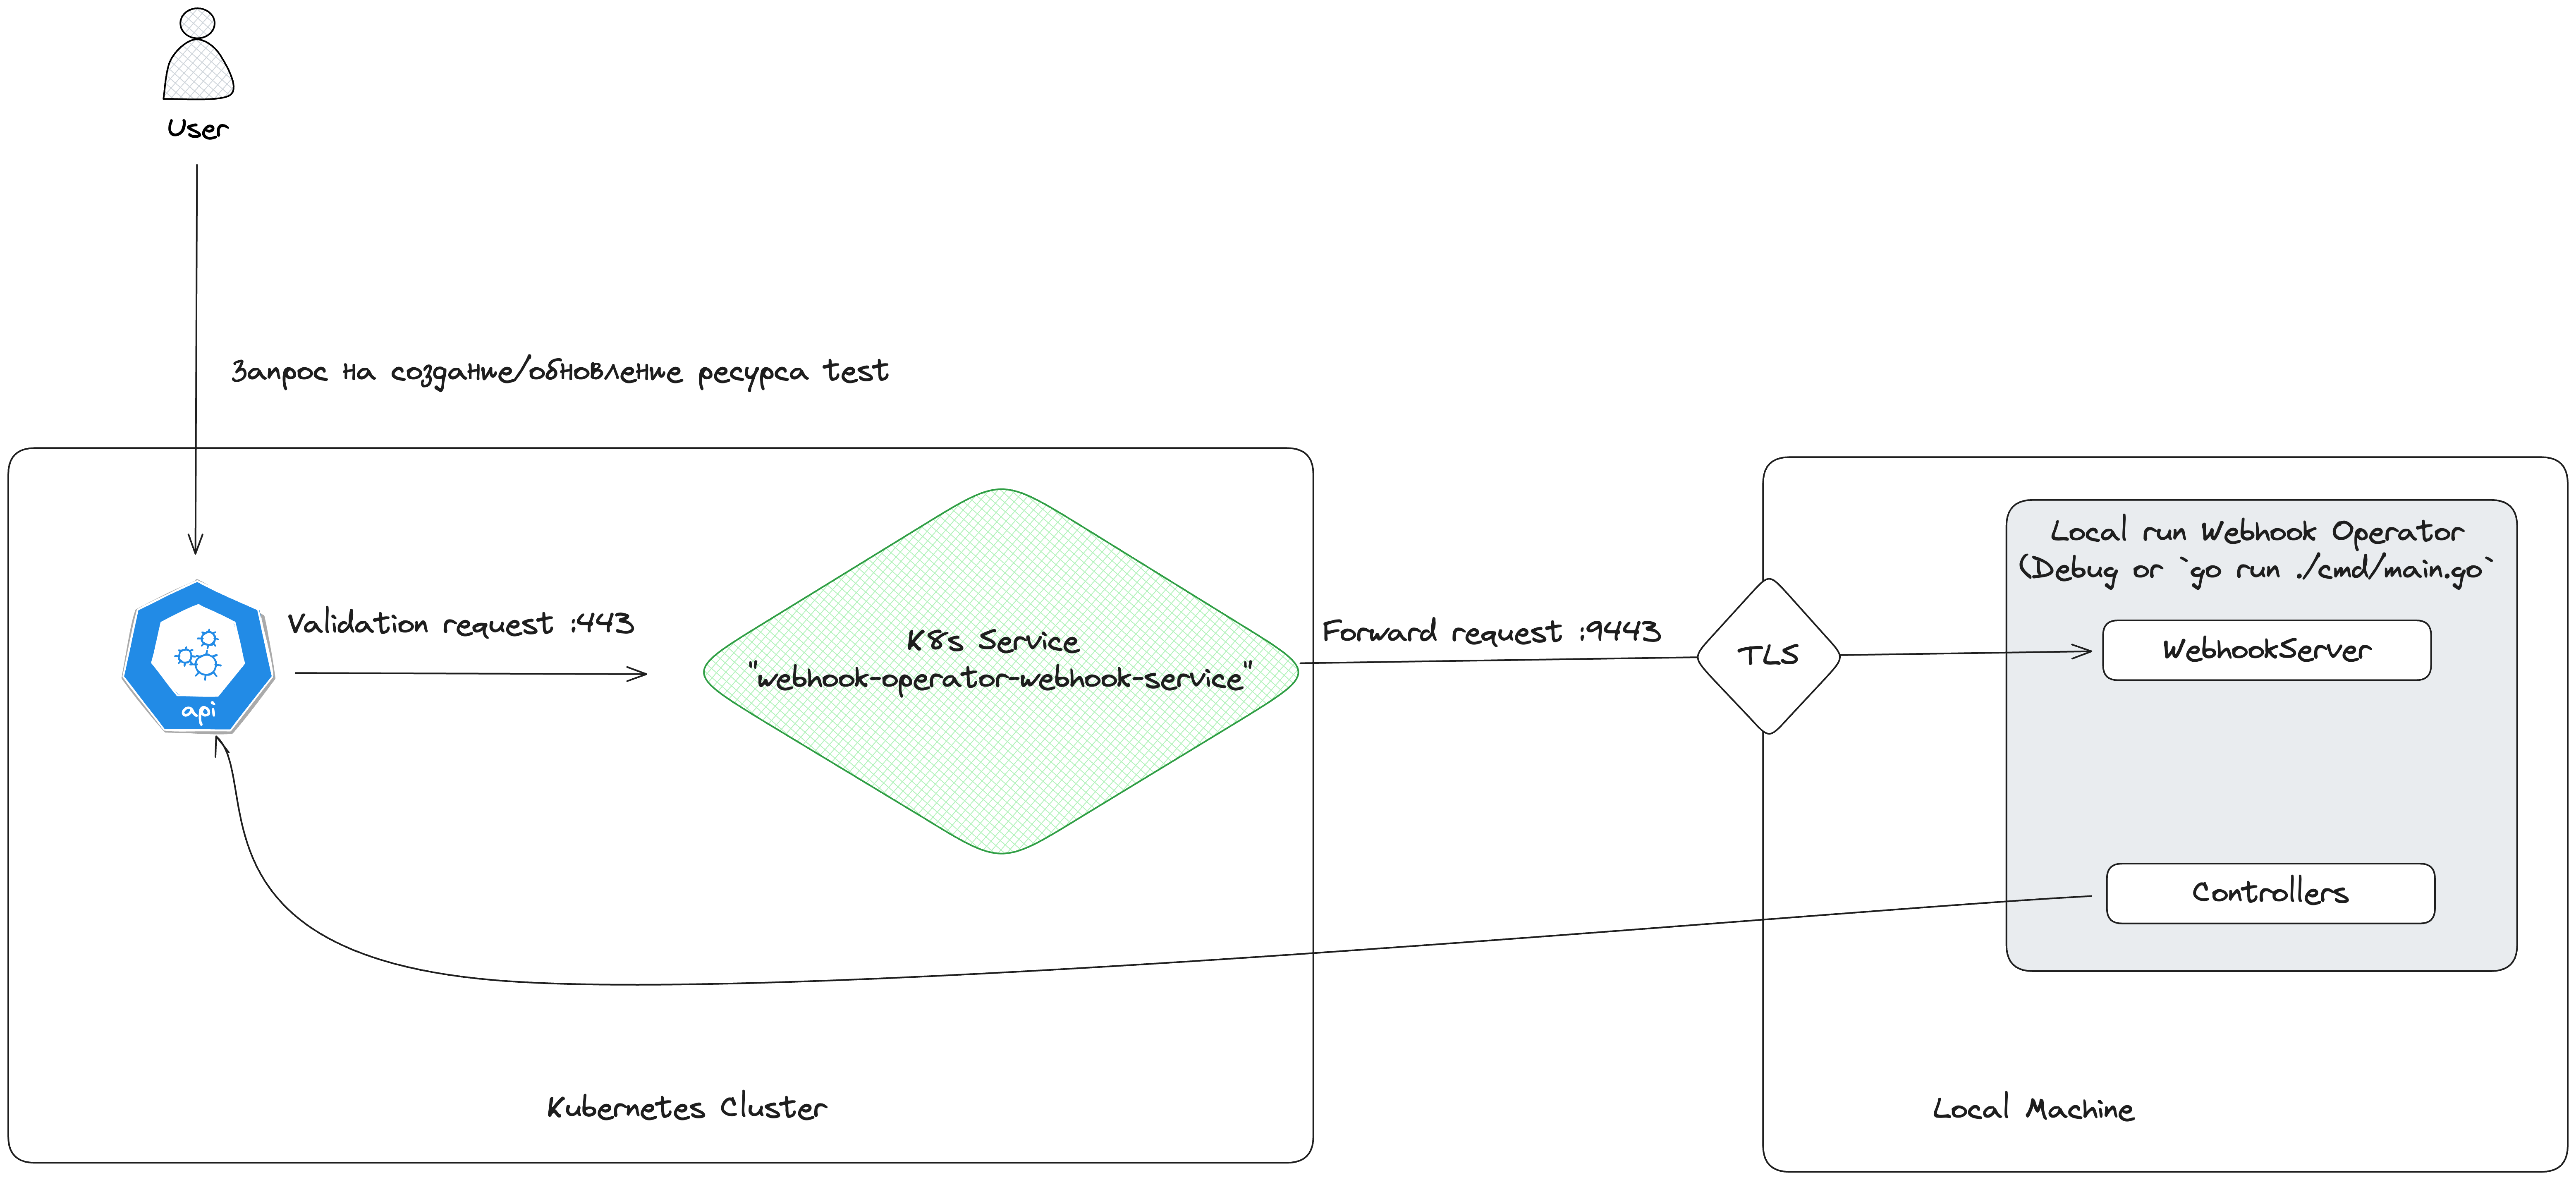 User
Запрос на создание/обновление ресурса test
Validation request :443
api
K8s Service
"webhook-operator-webhook-service"
Forward request :9443
TLS
Local run Webhook Operator
(Debug or `go run ./cmd/main.go`
WebhookServer
Controllers
Kubernetes Cluster
Local Machine